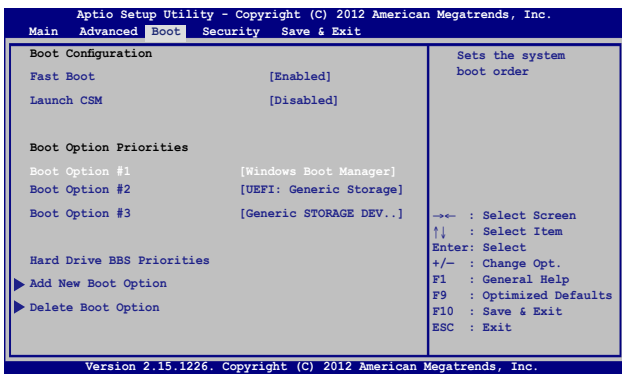 Aptio Setup Utility - Copyright (C) 2012 American Megatrends, Inc.
Main Advanced Boot Security Save & Exit
Boot Configuration
Fast Boot [Enabled]
Launch CSM [Disabled]
Boot Option Priorities
Boot Option #1 [Windows Boot Manager]
Boot Option #2 [UEFI: Generic Storage]
Boot Option #3 [Generic STORAGE DEV..]
Hard Drive BBS Priorities
Add New Boot Option
Delete Boot Option
Sets the system
boot order
→← : Select Screen
↑↓ : Select Item
Enter: Select
+/— : Change Opt.
F1 : General Help
F9 : Optimized Defaults
F10 : Save & Exit
ESC : Exit
Version 2.15.1226. Copyright (C) 2012 American Megatrends, Inc.